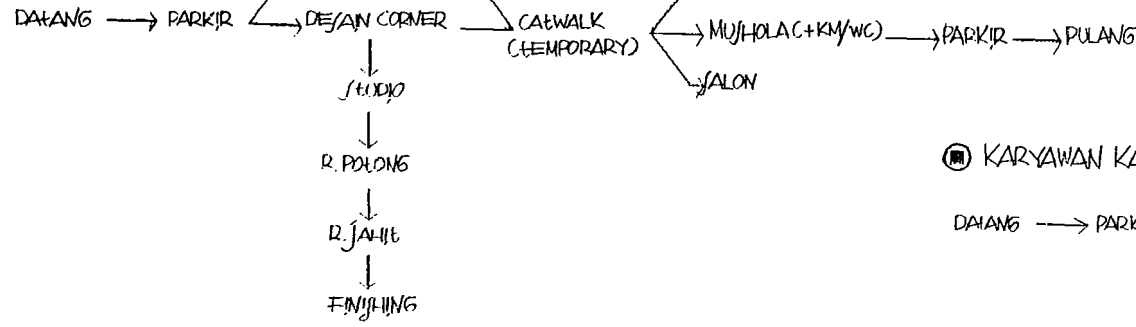 DATANG → PARKIR → DESAIN CORNER — CATWALK → MUSHOLA (+KM/WC) → PARKIR → PULANG
(TEMPORARY)
SALON
STUDIO
R. POTONG
KARYAWAN KA
R. JAHIT
DATANG → PARK
FINISHING